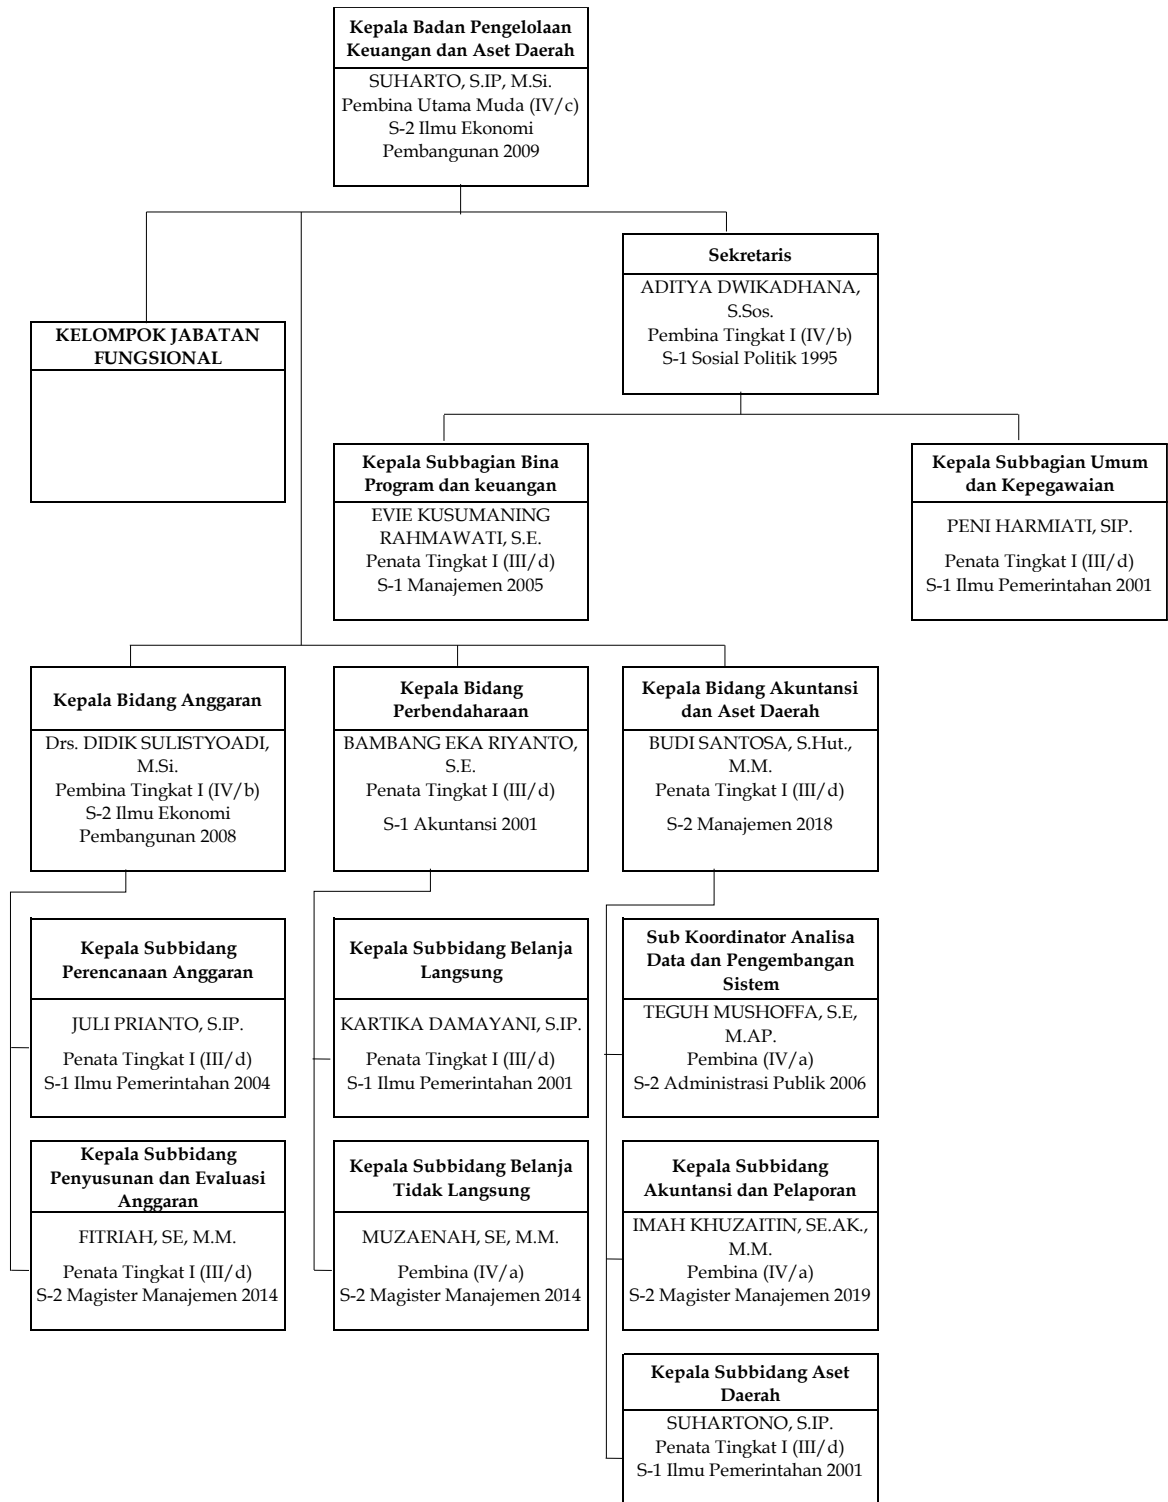 Kepala Badan Pengelolaan
Keuangan dan Aset Daerah
SUHARTO, S.IP, M.Si.
Pembina Utama Muda (IV/c)
S-2 Ilmu Ekonomi
Pembangunan 2009
Sekretaris
ADITYA DWIKADHANA,
S.Sos.
Pembina Tingkat I (IV/b)
S-1 Sosial Politik 1995
KELOMPOK JABATAN
FUNGSIONAL
Kepala Subbagian Bina
Program dan keuangan
EVIE KUSUMANING
RAHMAWATI, S.E.
Penata Tingkat I (III/d)
S-1 Manajemen 2005
Kepala Subbagian Umum
dan Kepegawaian
PENI HARMIATI, SIP.
Penata Tingkat I (III/d)
S-1 Ilmu Pemerintahan 2001
Kepala Bidang Anggaran
Drs. DIDIK SULISTYOADI,
M.Si.
Pembina Tingkat I (IV/b)
S-2 Ilmu Ekonomi
Pembangunan 2008
Kepala Bidang
Perbendaharaan
BAMBANG EKA RIYANTO,
S.E.
Penata Tingkat I (III/d)
S-1 Akuntansi 2001
Kepala Bidang Akuntansi
dan Aset Daerah
BUDI SANTOSA, S.Hut.,
M.M.
Penata Tingkat I (III/d)
S-2 Manajemen 2018
Kepala Subbidang
Perencanaan Anggaran
JULI PRIANTO, S.IP.
Penata Tingkat I (III/d)
S-1 Ilmu Pemerintahan 2004
Kepala Subbidang Belanja
Langsung
KARTIKA DAMAYANI, S.IP.
Penata Tingkat I (III/d)
S-1 Ilmu Pemerintahan 2001
Sub Koordinator Analisa
Data dan Pengembangan
Sistem
TEGUH MUSHOFFA, S.E,
M.AP.
Pembina (IV/a)
S-2 Administrasi Publik 2006
Kepala Subbidang
Penyusunan dan Evaluasi
Anggaran
FITRIAH, SE, M.M.
Penata Tingkat I (III/d)
S-2 Magister Manajemen 2014
Kepala Subbidang Belanja
Tidak Langsung
MUZAENAH, SE, M.M.
Pembina (IV/a)
S-2 Magister Manajemen 2014
Kepala Subbidang
Akuntansi dan Pelaporan
IMAH KHUZAITIN, SE.AK.,
M.M.
Pembina (IV/a)
S-2 Magister Manajemen 2019
Kepala Subbidang Aset
Daerah
SUHARTONO, S.IP.
Penata Tingkat I (III/d)
S-1 Ilmu Pemerintahan 2001